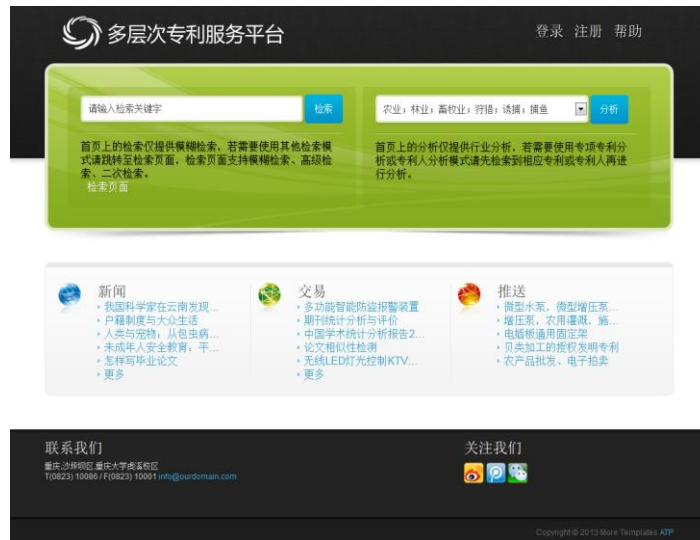 多层次专利服务平台
登录 注册 帮助
请输入检索关键字
检索
农业；林业；畜牧业；狩猎；诱捕；捕鱼
分析
首页上的检索仅提供模糊检索，若需要使用其他检索模
式请跳转至检索页面，检索页面支持模糊检索、高级检
索、二次检索。
检索页面
首页上的分析仅提供行业分析，若需要使用专项专利分
析或专利人分析模式请先检索到相应专利或专利人再进
行分析。
新闻
我国科学家在云南发现...
户籍制度与大众生活
人类与宠物，从包虫病...
未成年人安全教育，平...
怎样写毕业论文
更多
交易
多功能智能防盗报警装置
期刊统计分析与评价
中国学术统计分析报告2...
论文相似性检测
无线LED灯光控制KTV...
更多
推送
微型水泵，微型增压泵...
增压泵，农用灌溉，施...
电插板通用固定架
贝类加工的授权发明专利
农产品批发、电子拍卖
联系我们
重庆,沙坪坝区,重庆大学虎溪校区
T(0823) 10086 / F(0823) 10001 info@ourdomain.com
关注我们
Copyright © 2013 More Templates ATP